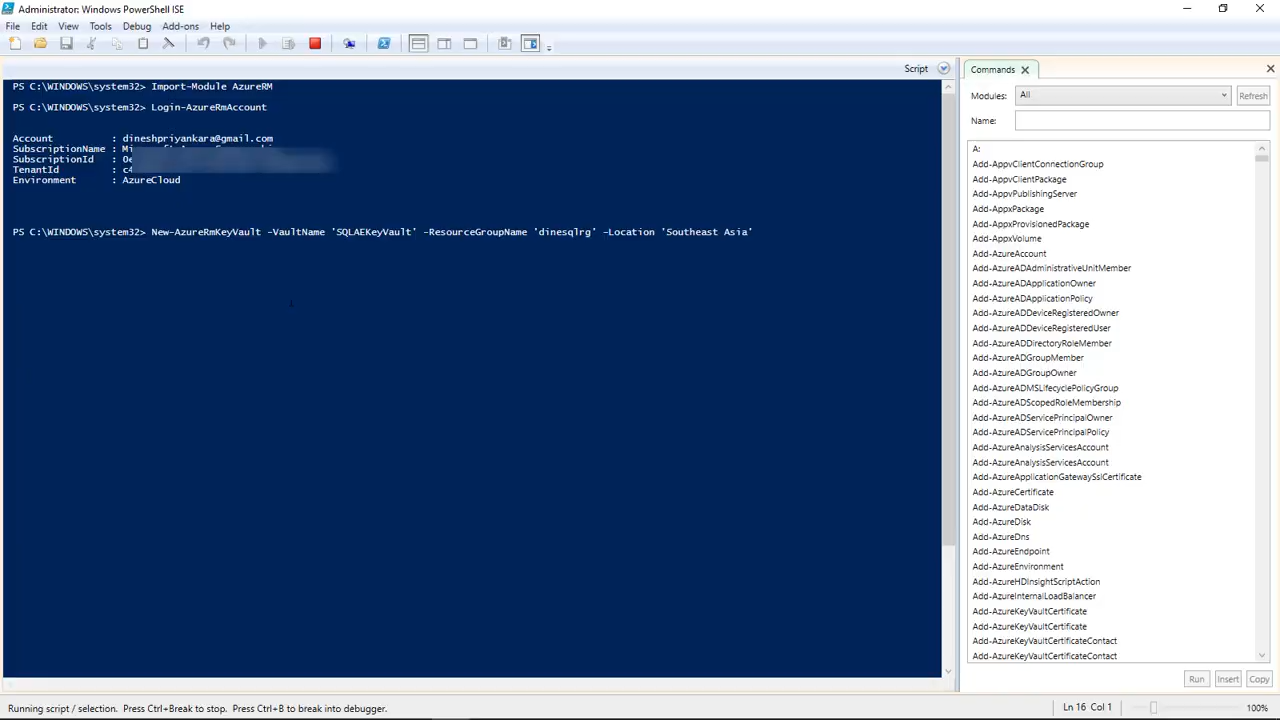 Administrator: Windows PowerShell ISE
File Edit View Tools Debug Add-ons Help
Script
PS C:\WINDOWS\system32> Import-Module AzureRM
PS C:\WINDOWS\system32> Login-AzureRmAccount
Account : dineshpriyankara@gmail.com
SubscriptionName :
SubscriptionId :
TenantId : c4
Environment : AzureCloud
PS C:\WINDOWS\system32> New-AzureRmKeyVault -VaultName 'SQLAEKeyVault' -ResourceGroupName 'dinesqlrg' -Location 'Southeast Asia'
Commands
Modules: All Refresh
Name:
A:
Add-AppvClientConnectionGroup
Add-AppvClientPackage
Add-AppvPublishingServer
Add-AppxPackage
Add-AppxProvisionedPackage
Add-AppxVolume
Add-AzureAccount
Add-AzureADAdministrativeUnitMember
Add-AzureADApplicationOwner
Add-AzureADApplicationPolicy
Add-AzureADDeviceRegisteredOwner
Add-AzureADDeviceRegisteredUser
Add-AzureADDirectoryRoleMember
Add-AzureADGroupMember
Add-AzureADGroupOwner
Add-AzureADMSLifecyclePolicyGroup
Add-AzureADScopedRoleMembership
Add-AzureADServicePrincipalOwner
Add-AzureADServicePrincipalPolicy
Add-AzureAnalysisServicesAccount
Add-AzureAnalysisServicesAccount
Add-AzureApplicationGatewaySslCertificate
Add-AzureCertificate
Add-AzureDataDisk
Add-AzureDisk
Add-AzureDns
Add-AzureEndpoint
Add-AzureEnvironment
Add-AzureHDInsightScriptAction
Add-AzureInternalLoadBalancer
Add-AzureKeyVaultCertificate
Add-AzureKeyVaultCertificate
Add-AzureKeyVaultCertificateContact
Add-AzureKeyVaultCertificateContact
Run Insert Copy
Running script / selection. Press Ctrl+Break to stop. Press Ctrl+B to break into debugger.
Ln 16 Col 1
100%